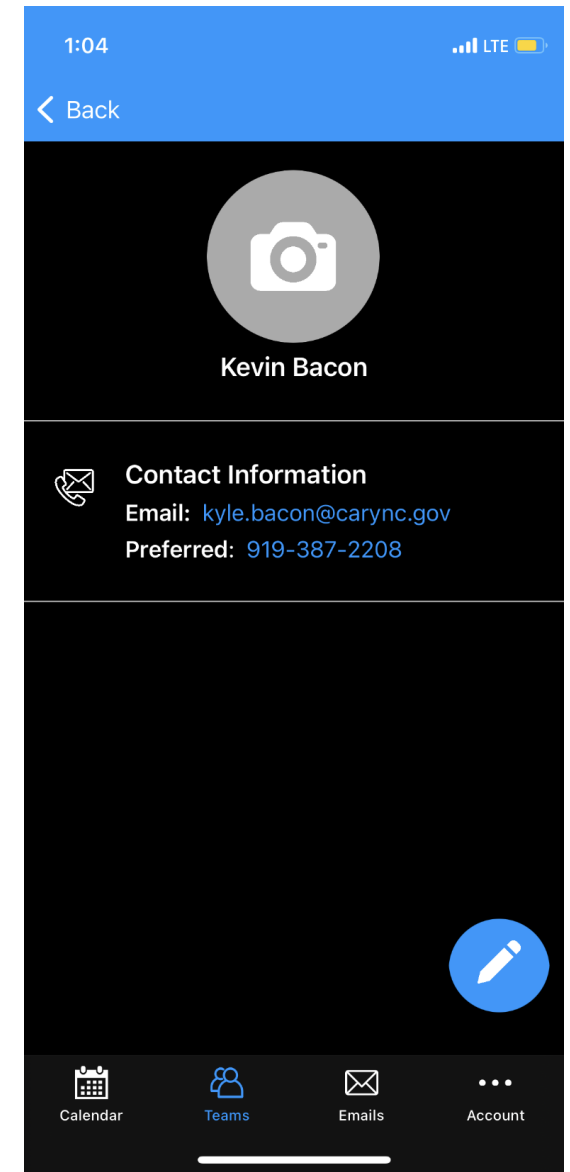 1:04 LTE
Back
Kevin Bacon
Contact Information
Email: kyle.bacon@carync.gov
Preferred: 919-387-2208
Calendar Teams Emails Account